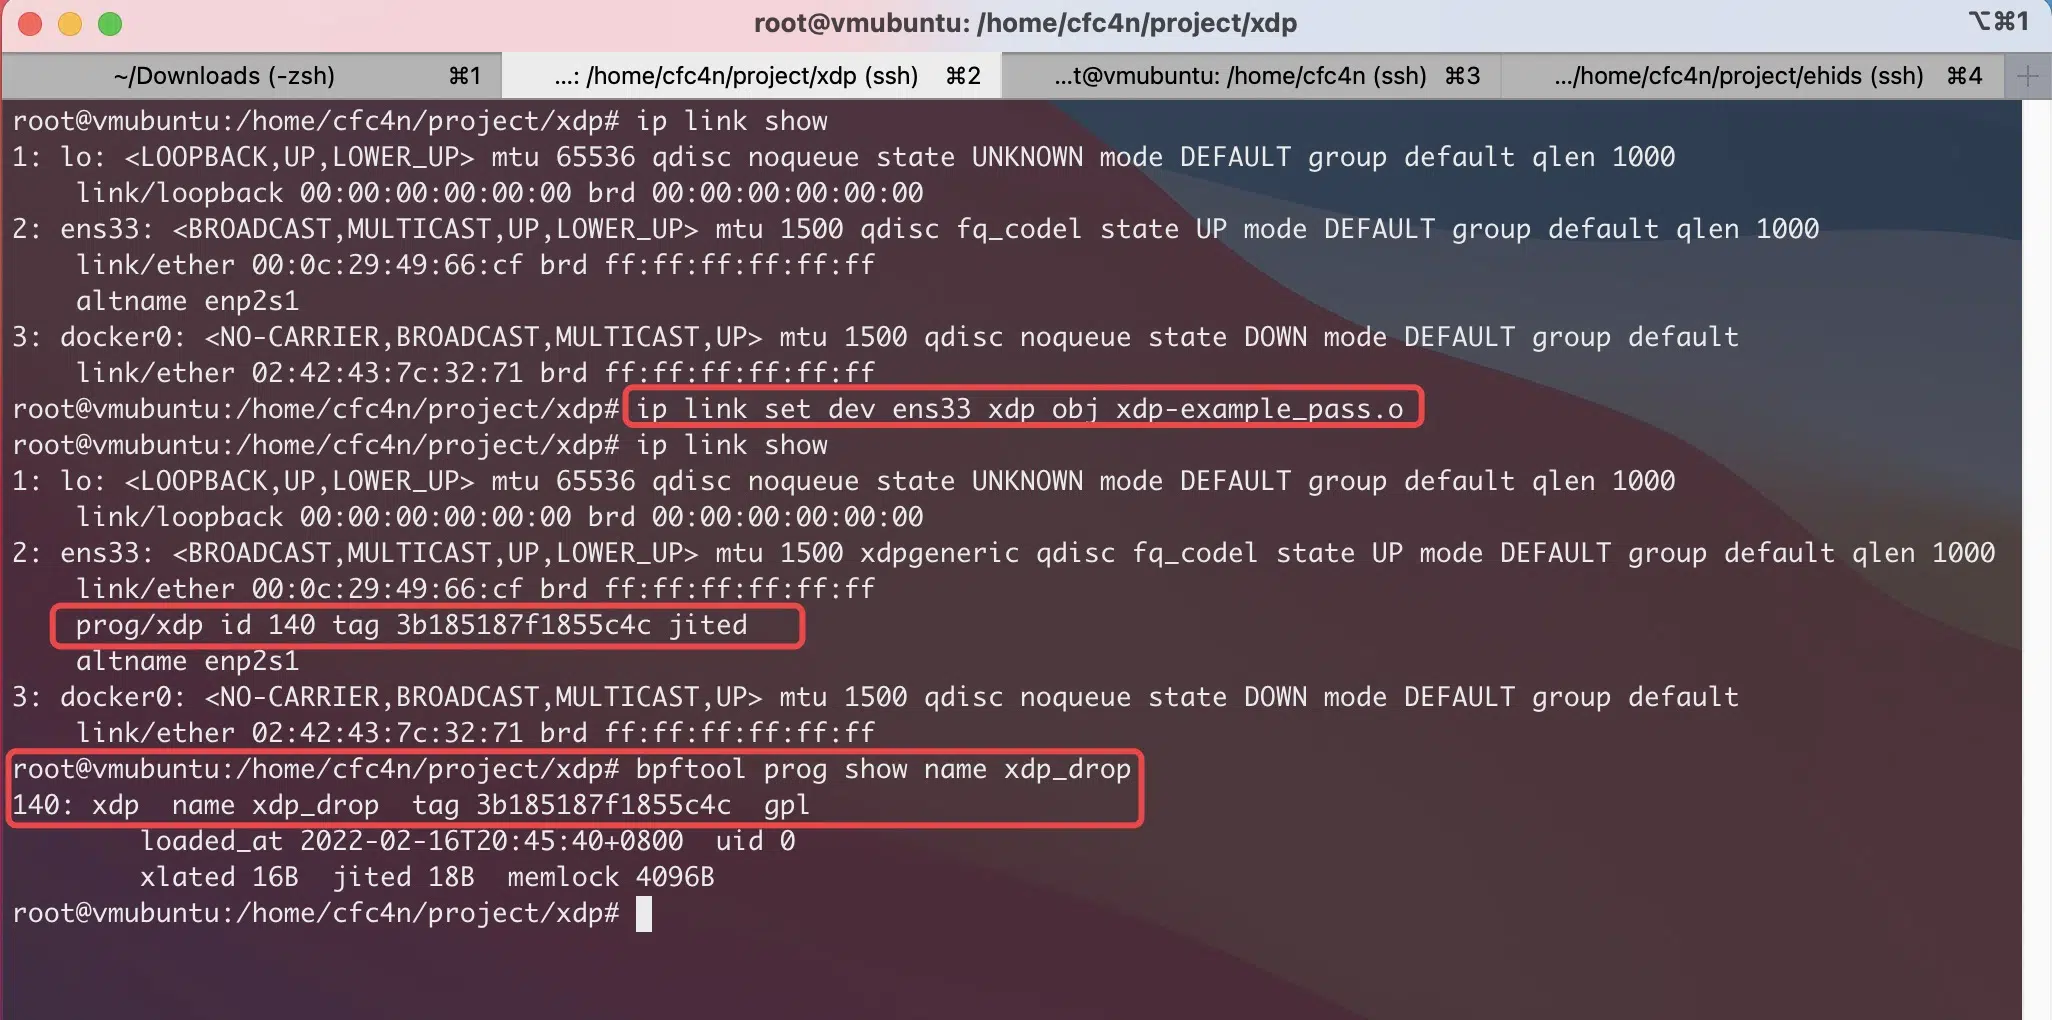 root@vmubuntu: /home/cfc4n/project/xdp
⌥⌘1
~/Downloads (-zsh) ⌘1
...: /home/cfc4n/project/xdp (ssh) ⌘2
...t@vmubuntu: /home/cfc4n (ssh) ⌘3
.../home/cfc4n/project/ehids (ssh) ⌘4
root@vmubuntu:/home/cfc4n/project/xdp# ip link show
1: lo: <LOOPBACK,UP,LOWER_UP> mtu 65536 qdisc noqueue state UNKNOWN mode DEFAULT group default qlen 1000
    link/loopback 00:00:00:00:00:00 brd 00:00:00:00:00:00
2: ens33: <BROADCAST,MULTICAST,UP,LOWER_UP> mtu 1500 qdisc fq_codel state UP mode DEFAULT group default qlen 1000
    link/ether 00:0c:29:49:66:cf brd ff:ff:ff:ff:ff:ff
    altname enp2s1
3: docker0: <NO-CARRIER,BROADCAST,MULTICAST,UP> mtu 1500 qdisc noqueue state DOWN mode DEFAULT group default
    link/ether 02:42:43:7c:32:71 brd ff:ff:ff:ff:ff:ff
root@vmubuntu:/home/cfc4n/project/xdp# ip link set dev ens33 xdp obj xdp-example_pass.o
root@vmubuntu:/home/cfc4n/project/xdp# ip link show
1: lo: <LOOPBACK,UP,LOWER_UP> mtu 65536 qdisc noqueue state UNKNOWN mode DEFAULT group default qlen 1000
    link/loopback 00:00:00:00:00:00 brd 00:00:00:00:00:00
2: ens33: <BROADCAST,MULTICAST,UP,LOWER_UP> mtu 1500 xdpgeneric qdisc fq_codel state UP mode DEFAULT group default qlen 1000
    link/ether 00:0c:29:49:66:cf brd ff:ff:ff:ff:ff:ff
    prog/xdp id 140 tag 3b185187f1855c4c jited
    altname enp2s1
3: docker0: <NO-CARRIER,BROADCAST,MULTICAST,UP> mtu 1500 qdisc noqueue state DOWN mode DEFAULT group default
    link/ether 02:42:43:7c:32:71 brd ff:ff:ff:ff:ff:ff
root@vmubuntu:/home/cfc4n/project/xdp# bpftool prog show name xdp_drop
140: xdp  name xdp_drop  tag 3b185187f1855c4c  gpl
        loaded_at 2022-02-16T20:45:40+0800  uid 0
        xlated 16B  jited 18B  memlock 4096B
root@vmubuntu:/home/cfc4n/project/xdp#